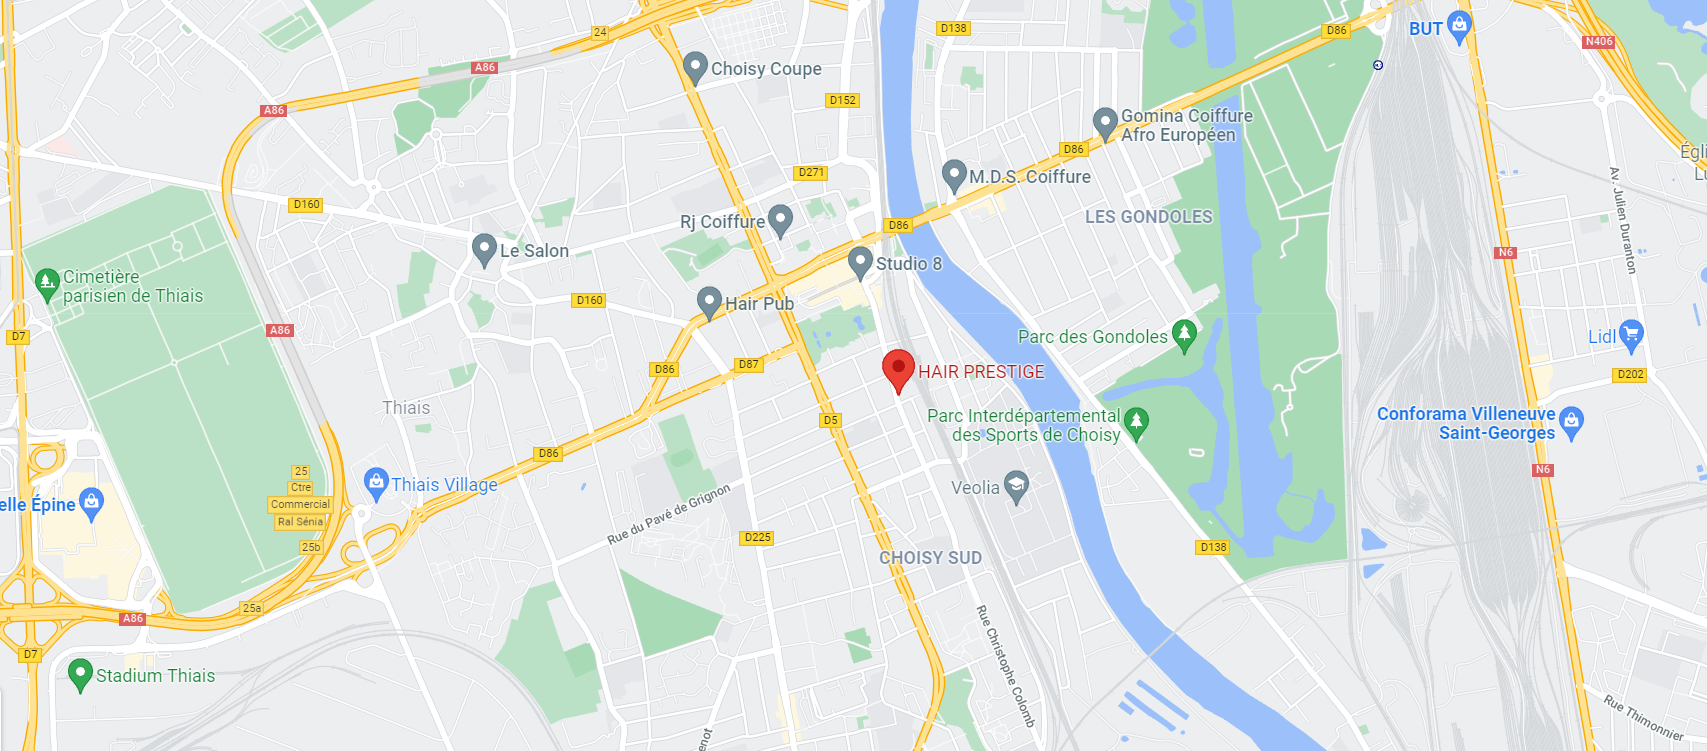 D138
BUT
D86
24
N406
A86
Choisy Coupe
D152
A86
Gomina Coiffure
Afro Européen
D86
D271
M.D.S. Coiffure
Égli
Lu
Av. Julien Duranton
D160
Rj Coiffure
D86
LES GONDOLES
Le Salon
Studio 8
N6
Cimetière
parisien de Thiais
D160
Hair Pub
D7
A86
Parc des Gondoles
Lidl
D86
D87
HAIR PRESTIGE
D202
Thiais
D5
Parc Interdépartemental
des Sports de Choisy
Conforama Villeneuve
Saint-Georges
D86
25
Ctre
Commercial
Ral Sénia
25b
Thiais Village
Veolia
N6
elle Épine
Rue du Pavé de Grignon
D225
CHOISY SUD
D138
25a
A86
D7
Rue Christophe Colomb
Stadium Thiais
Rue Thimonnier
enot